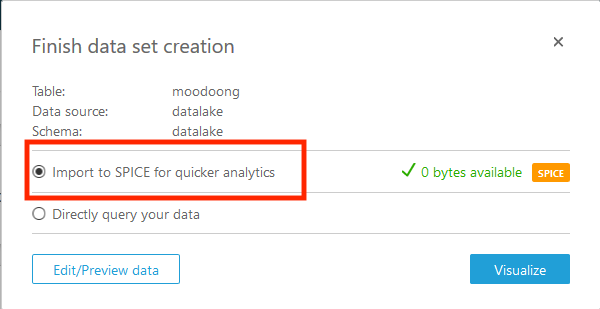 Finish data set creation
Table: moodoong
Data source: datalake
Schema: datalake
Import to SPICE for quicker analytics 0 bytes available SPICE
Directly query your data
Edit/Preview data Visualize